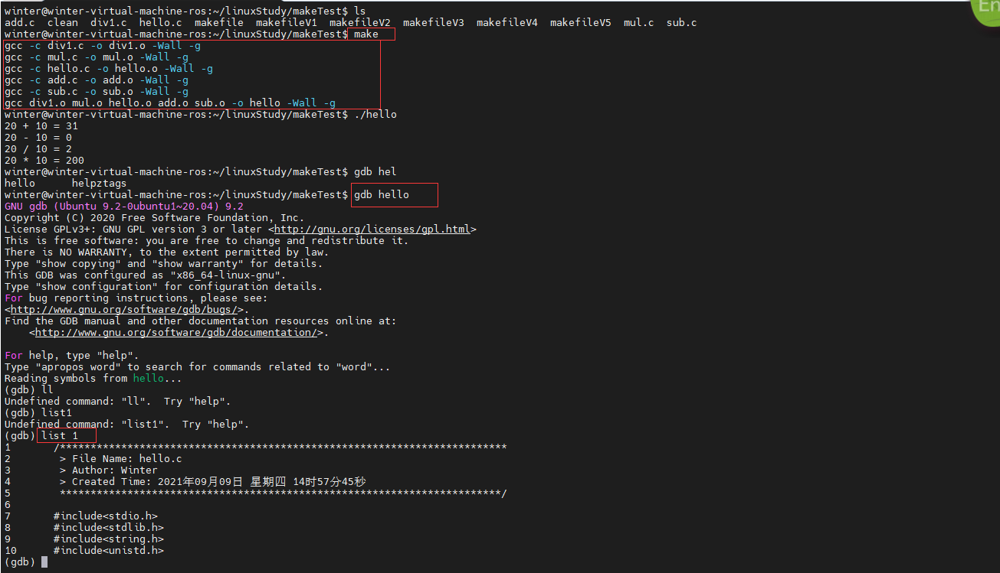 En
winter@winter-virtual-machine-ros:~/linuxStudy/makeTest$ ls
add.c  clean  div1.c  hello.c  makefile  makefileV1  makefileV2  makefileV3  makefileV4  makefileV5  mul.c  sub.c
winter@winter-virtual-machine-ros:~/linuxStudy/makeTest$ make
gcc -c div1.c -o div1.o -Wall -g
gcc -c mul.c -o mul.o -Wall -g
gcc -c hello.c -o hello.o -Wall -g
gcc -c add.c -o add.o -Wall -g
gcc -c sub.c -o sub.o -Wall -g
gcc div1.o mul.o hello.o add.o sub.o -o hello -Wall -g
winter@winter-virtual-machine-ros:~/linuxStudy/makeTest$ ./hello
20 + 10 = 31
20 - 10 = 0
20 / 10 = 2
20 * 10 = 200
winter@winter-virtual-machine-ros:~/linuxStudy/makeTest$ gdb hel
hello      helpztags
winter@winter-virtual-machine-ros:~/linuxStudy/makeTest$ gdb hello
GNU gdb (Ubuntu 9.2-0ubuntu1~20.04) 9.2
Copyright (C) 2020 Free Software Foundation, Inc.
License GPLv3+: GNU GPL version 3 or later <http://gnu.org/licenses/gpl.html>
This is free software: you are free to change and redistribute it.
There is NO WARRANTY, to the extent permitted by law.
Type "show copying" and "show warranty" for details.
This GDB was configured as "x86_64-linux-gnu".
Type "show configuration" for configuration details.
For bug reporting instructions, please see:
<http://www.gnu.org/software/gdb/bugs/>.
Find the GDB manual and other documentation resources online at:
    <http://www.gnu.org/software/gdb/documentation/>.
For help, type "help".
Type "apropos word" to search for commands related to "word"...
Reading symbols from hello...
(gdb) ll
Undefined command: "ll".  Try "help".
(gdb) list1
Undefined command: "list1".  Try "help".
(gdb) list 1
1       /*************************************************************************
2        > File Name: hello.c
3        > Author: Winter
4        > Created Time: 2021年09月09日 星期四 14时57分45秒
5        ************************************************************************/
6
7       #include<stdio.h>
8       #include<stdlib.h>
9       #include<string.h>
10      #include<unistd.h>
(gdb)